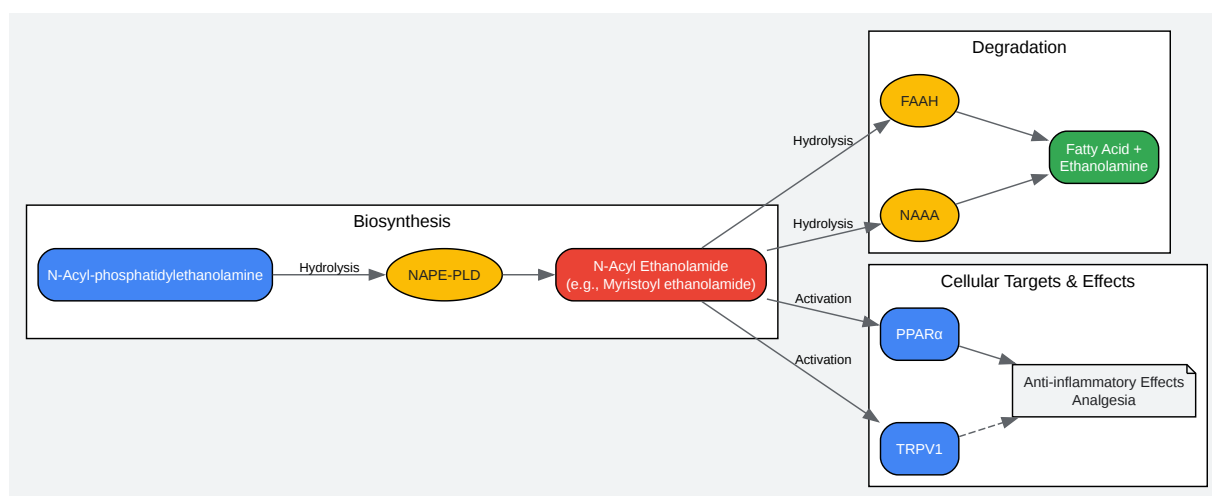 Biosynthesis
N-Acyl-phosphatidylethanolamine
Hydrolysis
NAPE-PLD
N-Acyl Ethanolamide
(e.g., Myristoyl ethanolamide)
Hydrolysis
Hydrolysis
Activation
Activation
Degradation
FAAH
NAAA
Fatty Acid +
Ethanolamine
Cellular Targets & Effects
PPARα
TRPV1
Anti-inflammatory Effects
Analgesia